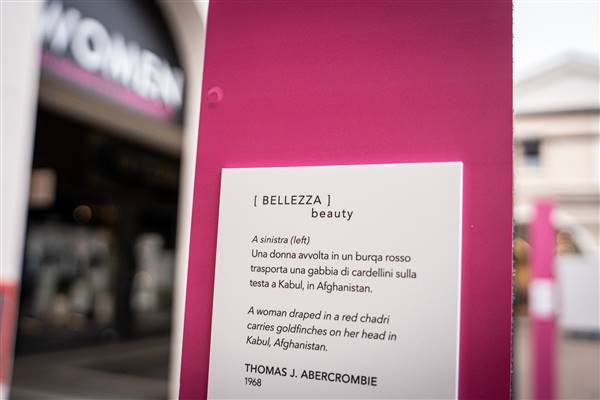 WOMEN
[ BELLEZZA ]
beauty
A sinistra (left)
Una donna avvolta in un burqa rosso
trasporta una gabbia di cardellini sulla
testa a Kabul, in Afghanistan.
A woman draped in a red chadri
carries goldfinches on her head in
Kabul, Afghanistan.
THOMAS J. ABERCROMBIE
1968